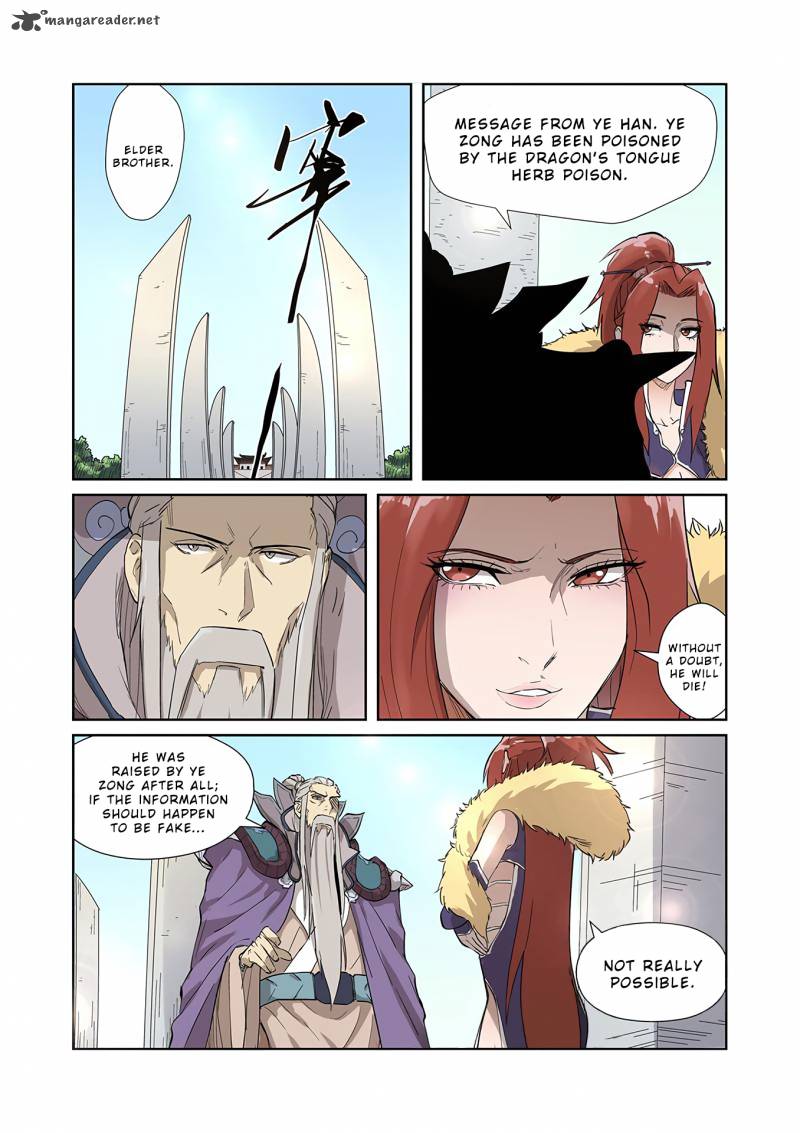 mangareader.net
ELDER
BROTHER.
MESSAGE FROM YE HAN. YE
ZONG HAS BEEN POISONED
BY THE DRAGON'S TONGUE
HERB POISON.
WITHOUT
A DOUBT,
HE WILL
DIE!
HE WAS
RAISED BY YE
ZONG AFTER ALL;
IF THE INFORMATION
SHOULD HAPPEN
TO BE FAKE...
NOT REALLY
POSSIBLE.